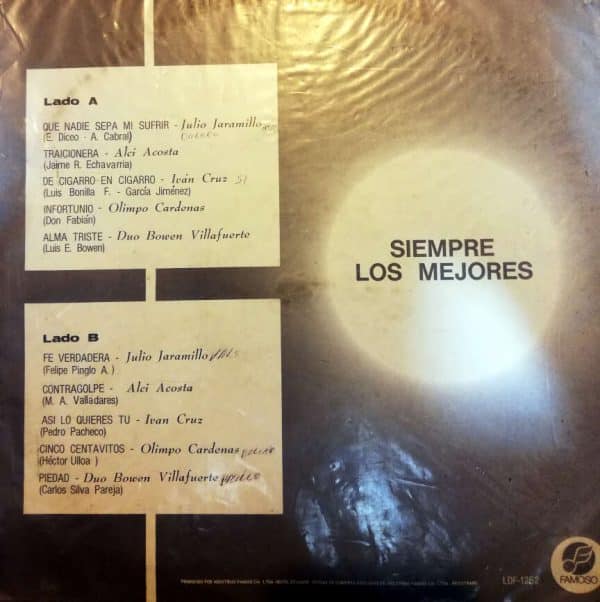 Lado A
QUE NADIE SEPA MI SUFRIR - Julio Jaramillo
(E. Diceo - A. Cabral)
TRAICIONERA - Alci Acosta
(Jaime R. Echavarria)
DE CIGARRO EN CIGARRO - Iván Cruz SI
(Luis Bonilla F. - García Jiménez)
INFORTUNIO - Olimpo Cardenas
(Don Fabián)
ALMA TRISTE - Duo Bowen Villafuerte
(Luis E. Bowen)
Lado B
FE VERDADERA - Julio Jaramillo
(Felipe Pinglo A.)
CONTRAGOLPE - Alci Acosta
(M. A. Valladares)
ASI LO QUIERES TU - Ivan Cruz
(Pedro Pacheco)
CINCO CENTAVITOS - Olimpo Cardenas
(Héctor Ulloa )
PIEDAD - Duo Bowen Villafuerte
(Carlos Silva Pareja)
SIEMPRE
LOS MEJORES
LDF-1252
FAMOSO